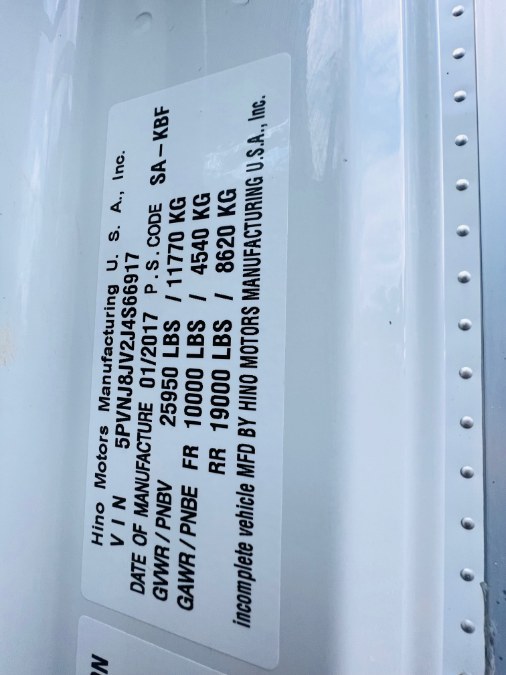 Hino Motors Manufacturing U. S. A., Inc.
VIN 5PVNJ8JV2J4S66917
DATE OF MANUFACTURE 01/2017 P.S.CODE SA-KBF
GVWR/PNBV 25950 LBS / 11770 KG
GAWR/PNBE FR 10000 LBS / 4540 KG
RR 19000 LBS / 8620 KG
incomplete vehicle MFD BY HINO MOTORS MANUFACTURING U.S.A., Inc.
ON